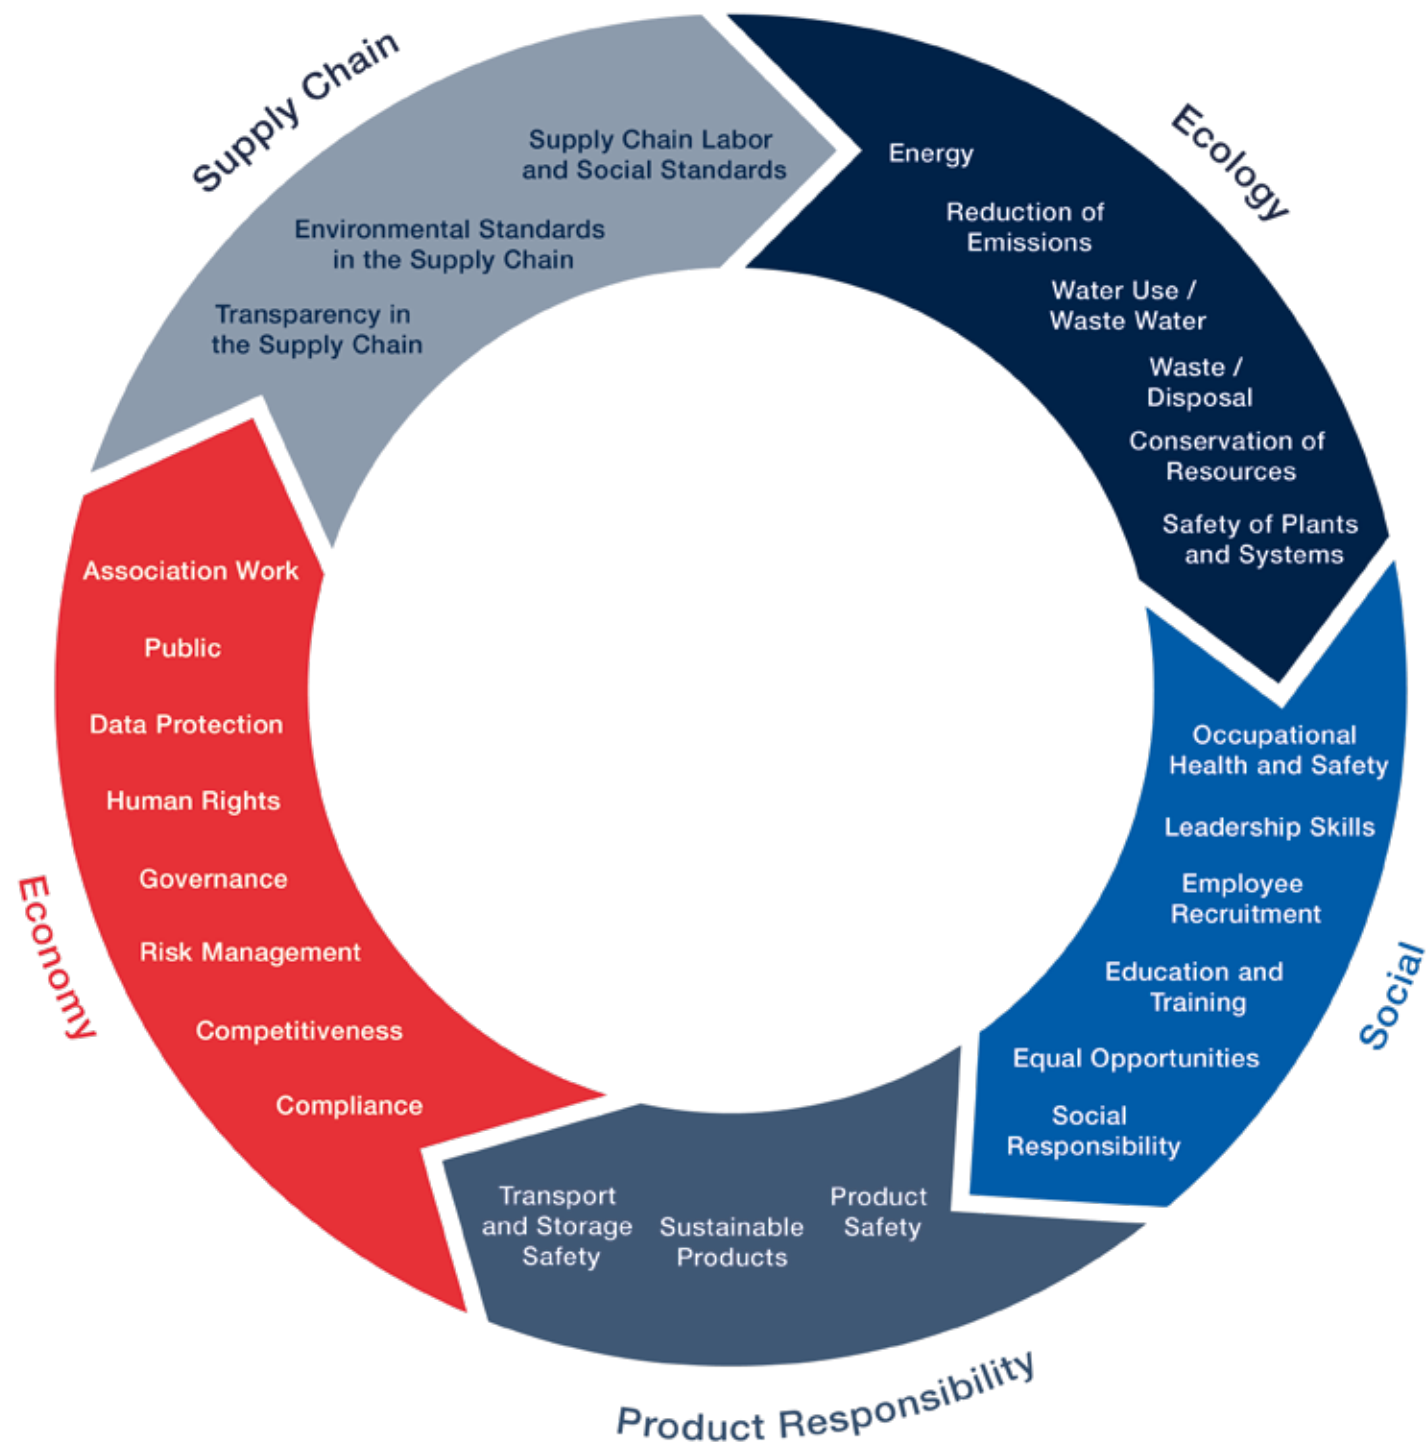 Supply Chain
Supply Chain Labor
and Social Standards
Environmental Standards
in the Supply Chain
Transparency in
the Supply Chain
Ecology
Energy
Reduction of
Emissions
Water Use /
Waste Water
Waste /
Disposal
Conservation of
Resources
Safety of Plants
and Systems
Social
Occupational
Health and Safety
Leadership Skills
Employee
Recruitment
Education and
Training
Equal Opportunities
Social
Responsibility
Product Responsibility
Product
Safety
Sustainable
Products
Transport
and Storage
Safety
Economy
Association Work
Public
Data Protection
Human Rights
Governance
Risk Management
Competitiveness
Compliance